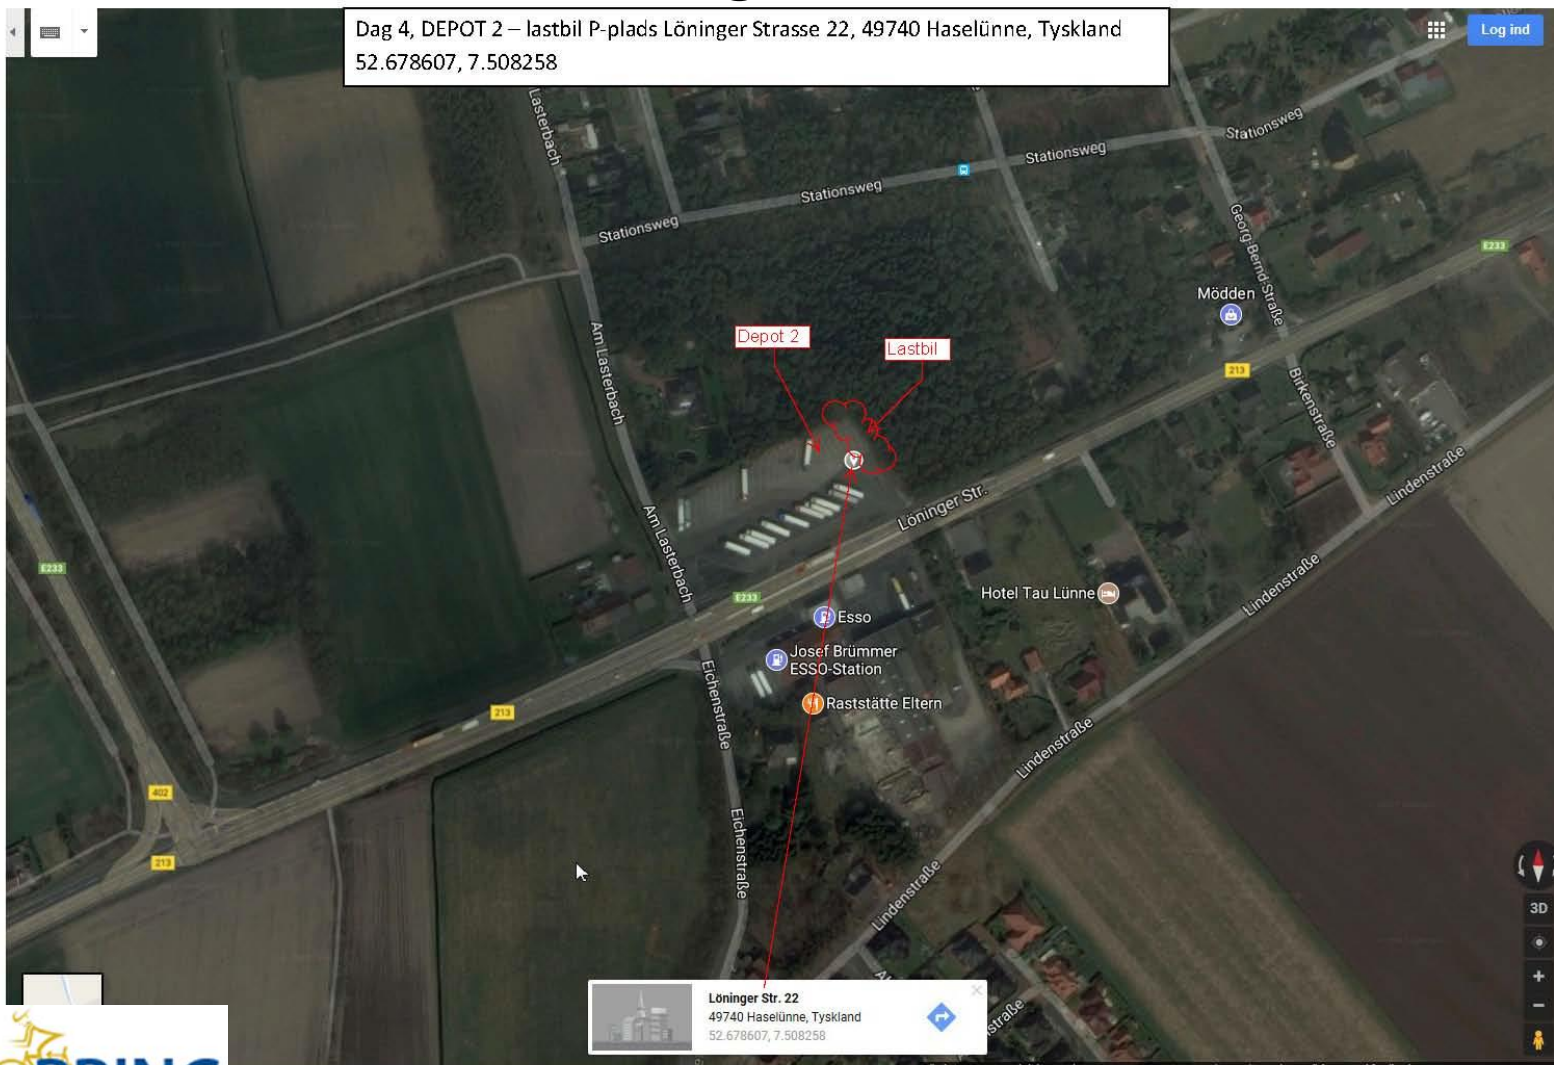 Dag 4, DEPOT 2 – lastbil P-plads Löninger Strasse 22, 49740 Haselünne, Tyskland
52.678607, 7.508258
Log ind
Lasterbach
Stationsweg
Stationsweg
Stationsweg
Stationsweg
Georg-Bernd-Straße
E233
Mödden
Depot 2
Lastbil
Am Lasterbach
213
Birkenstraße
Lindenstraße
Löninger Str.
Am Lasterbach
E233
Lindenstraße
Hotel Tau Lünne
E233
Esso
Josef Brümmer
ESSO-Station
Eichenstraße
Raststätte Eltern
213
Lindenstraße
402
Eichenstraße
213
Lindenstraße
3D
Löninger Str. 22
49740 Haselünne, Tyskland
52.678607, 7.508258